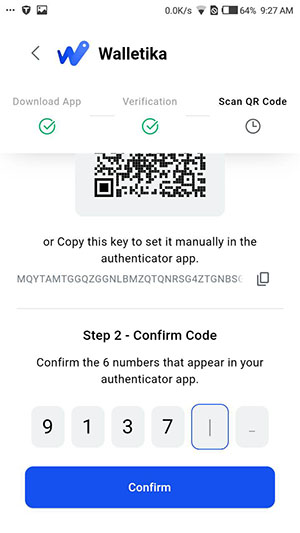 0.0K/s 64% 9:27 AM
Walletika
Download App Verification Scan QR Code
or Copy this key to set it manually in the
authenticator app.
MQYTAMTGGQZGGNLBMZQTQNRSG4ZTGNBS
Step 2 - Confirm Code
Confirm the 6 numbers that appear in your
authenticator app.
9 1 3 7 | _
Confirm